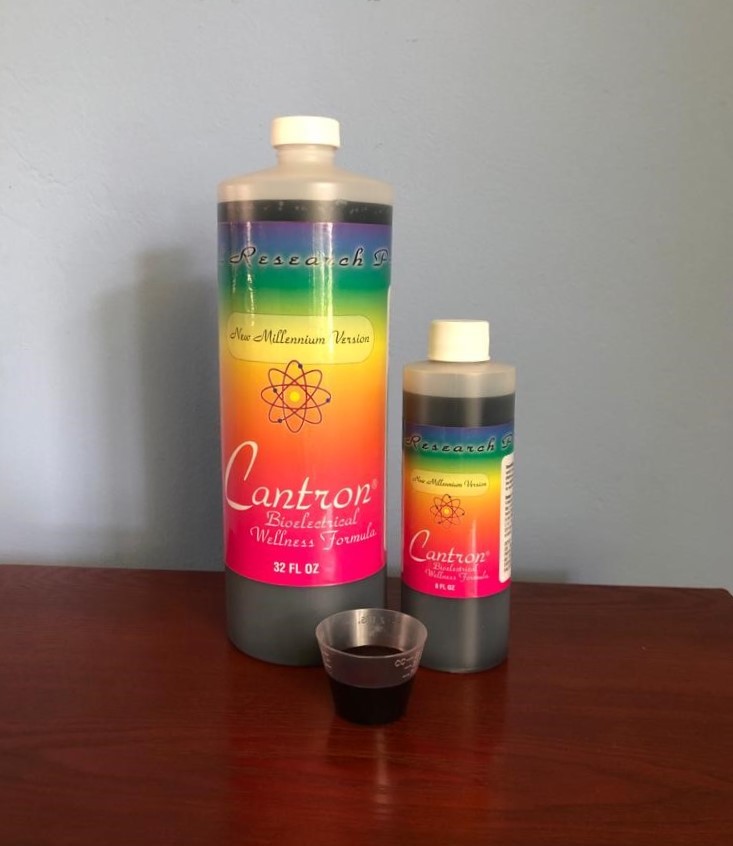 Research P
New Millennium Version
Cantron®
Bioelectrical
Wellness Formula
32 FL OZ
Research P
New Millennium Version
Cantron®
Bioelectrical
Wellness Formula
8 FL OZ